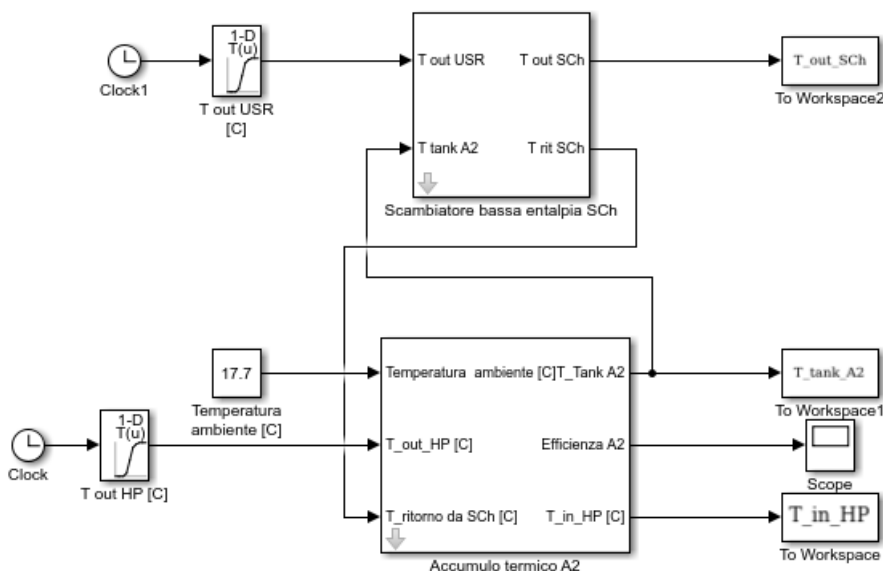 1-D
T(u)
Clock1
T out USR
[C]
T out USR
T out SCh
T tank A2
T rit SCh
Scambiatore bassa entalpia SCh
T_out_SCh
To Workspace2
17.7
Temperatura
ambiente [C]
1-D
T(u)
Clock
T out HP [C]
Temperatura  ambiente [C]
T_Tank A2
T_out_HP [C]
Efficienza A2
T_ritorno da SCh [C]
T_in_HP [C]
Accumulo termico A2
T_tank_A2
To Workspace1
Scope
T_in_HP
To Workspace